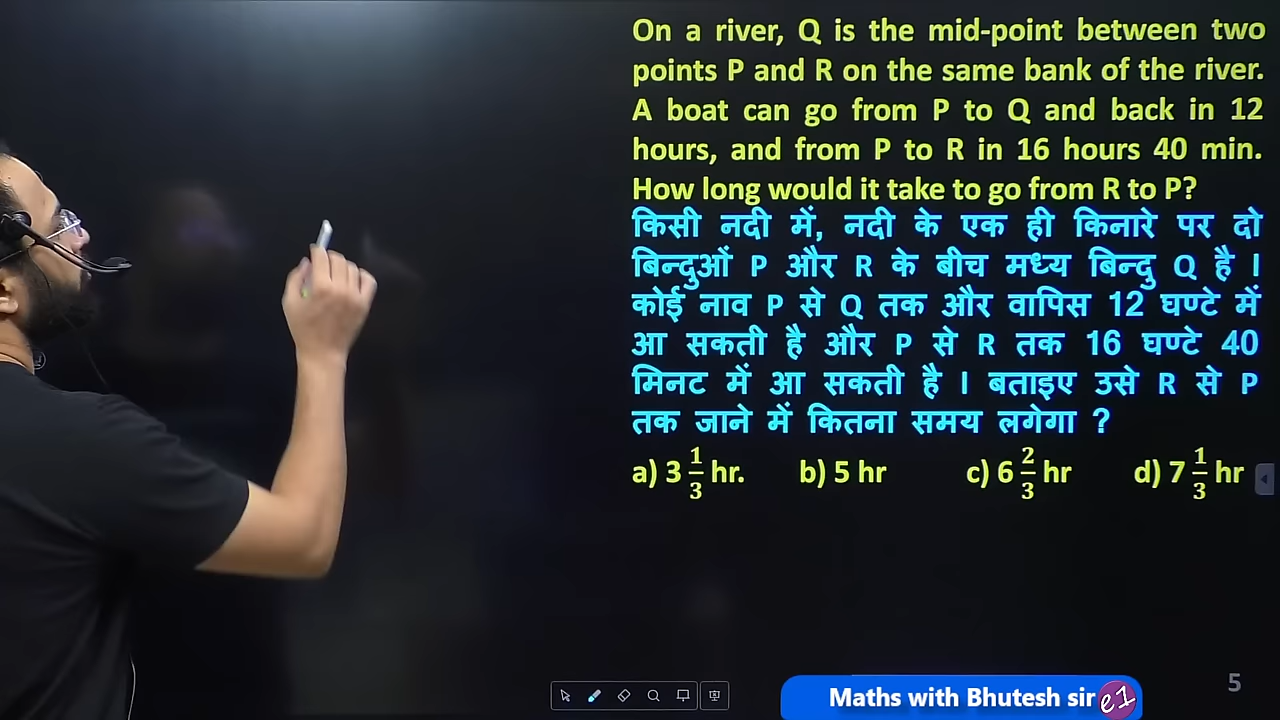 On a river, Q is the mid-point between two
points P and R on the same bank of the river.
A boat can go from P to Q and back in 12
hours, and from P to R in 16 hours 40 min.
How long would it take to go from R to P?
किसी नदी में, नदी के एक ही किनारे पर दो
बिन्दुओं P और R के बीच मध्य बिन्दु Q है ।
कोई नाव P से Q तक और वापिस 12 घण्टे में
आ सकती है और P से R तक 16 घण्टे 40
मिनट में आ सकती है । बताइए उसे R से P
तक जाने में कितना समय लगेगा ?
a) 3 1/3 hr. b) 5 hr c) 6 2/3 hr d) 7 1/3 hr
Maths with Bhutesh sir e1
5